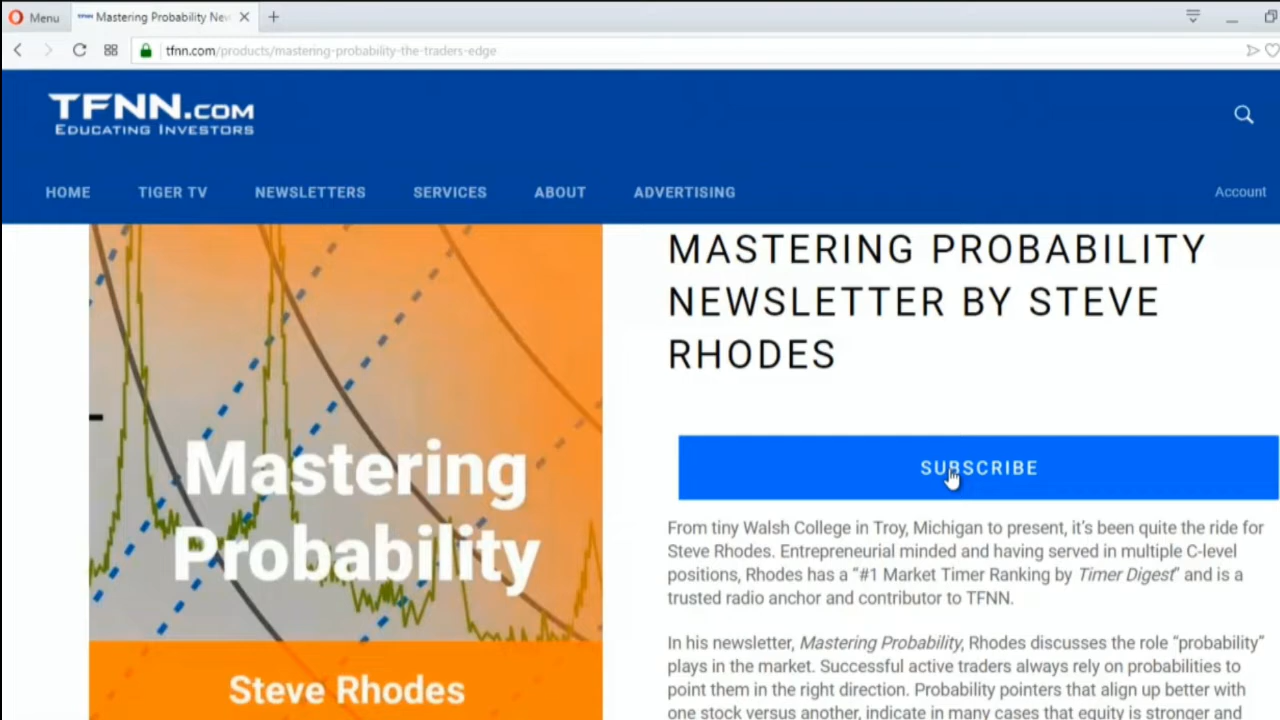 Menu
TFNN Mastering Probability New
tfnn.com/products/mastering-probability-the-traders-edge
TFNN.COM
EDUCATING INVESTORS
HOME TIGER TV NEWSLETTERS SERVICES ABOUT ADVERTISING Account
Mastering
Probability
Steve Rhodes
MASTERING PROBABILITY
NEWSLETTER BY STEVE
RHODES
SUBSCRIBE
From tiny Walsh College in Troy, Michigan to present, it’s been quite the ride for
Steve Rhodes. Entrepreneurial minded and having served in multiple C-level
positions, Rhodes has a “#1 Market Timer Ranking by Timer Digest” and is a
trusted radio anchor and contributor to TFNN.
In his newsletter, Mastering Probability, Rhodes discusses the role “probability”
plays in the market. Successful active traders always rely on probabilities to
point them in the right direction. Probability pointers that align up better with
one stock versus another, indicate in many cases that equity is stronger and